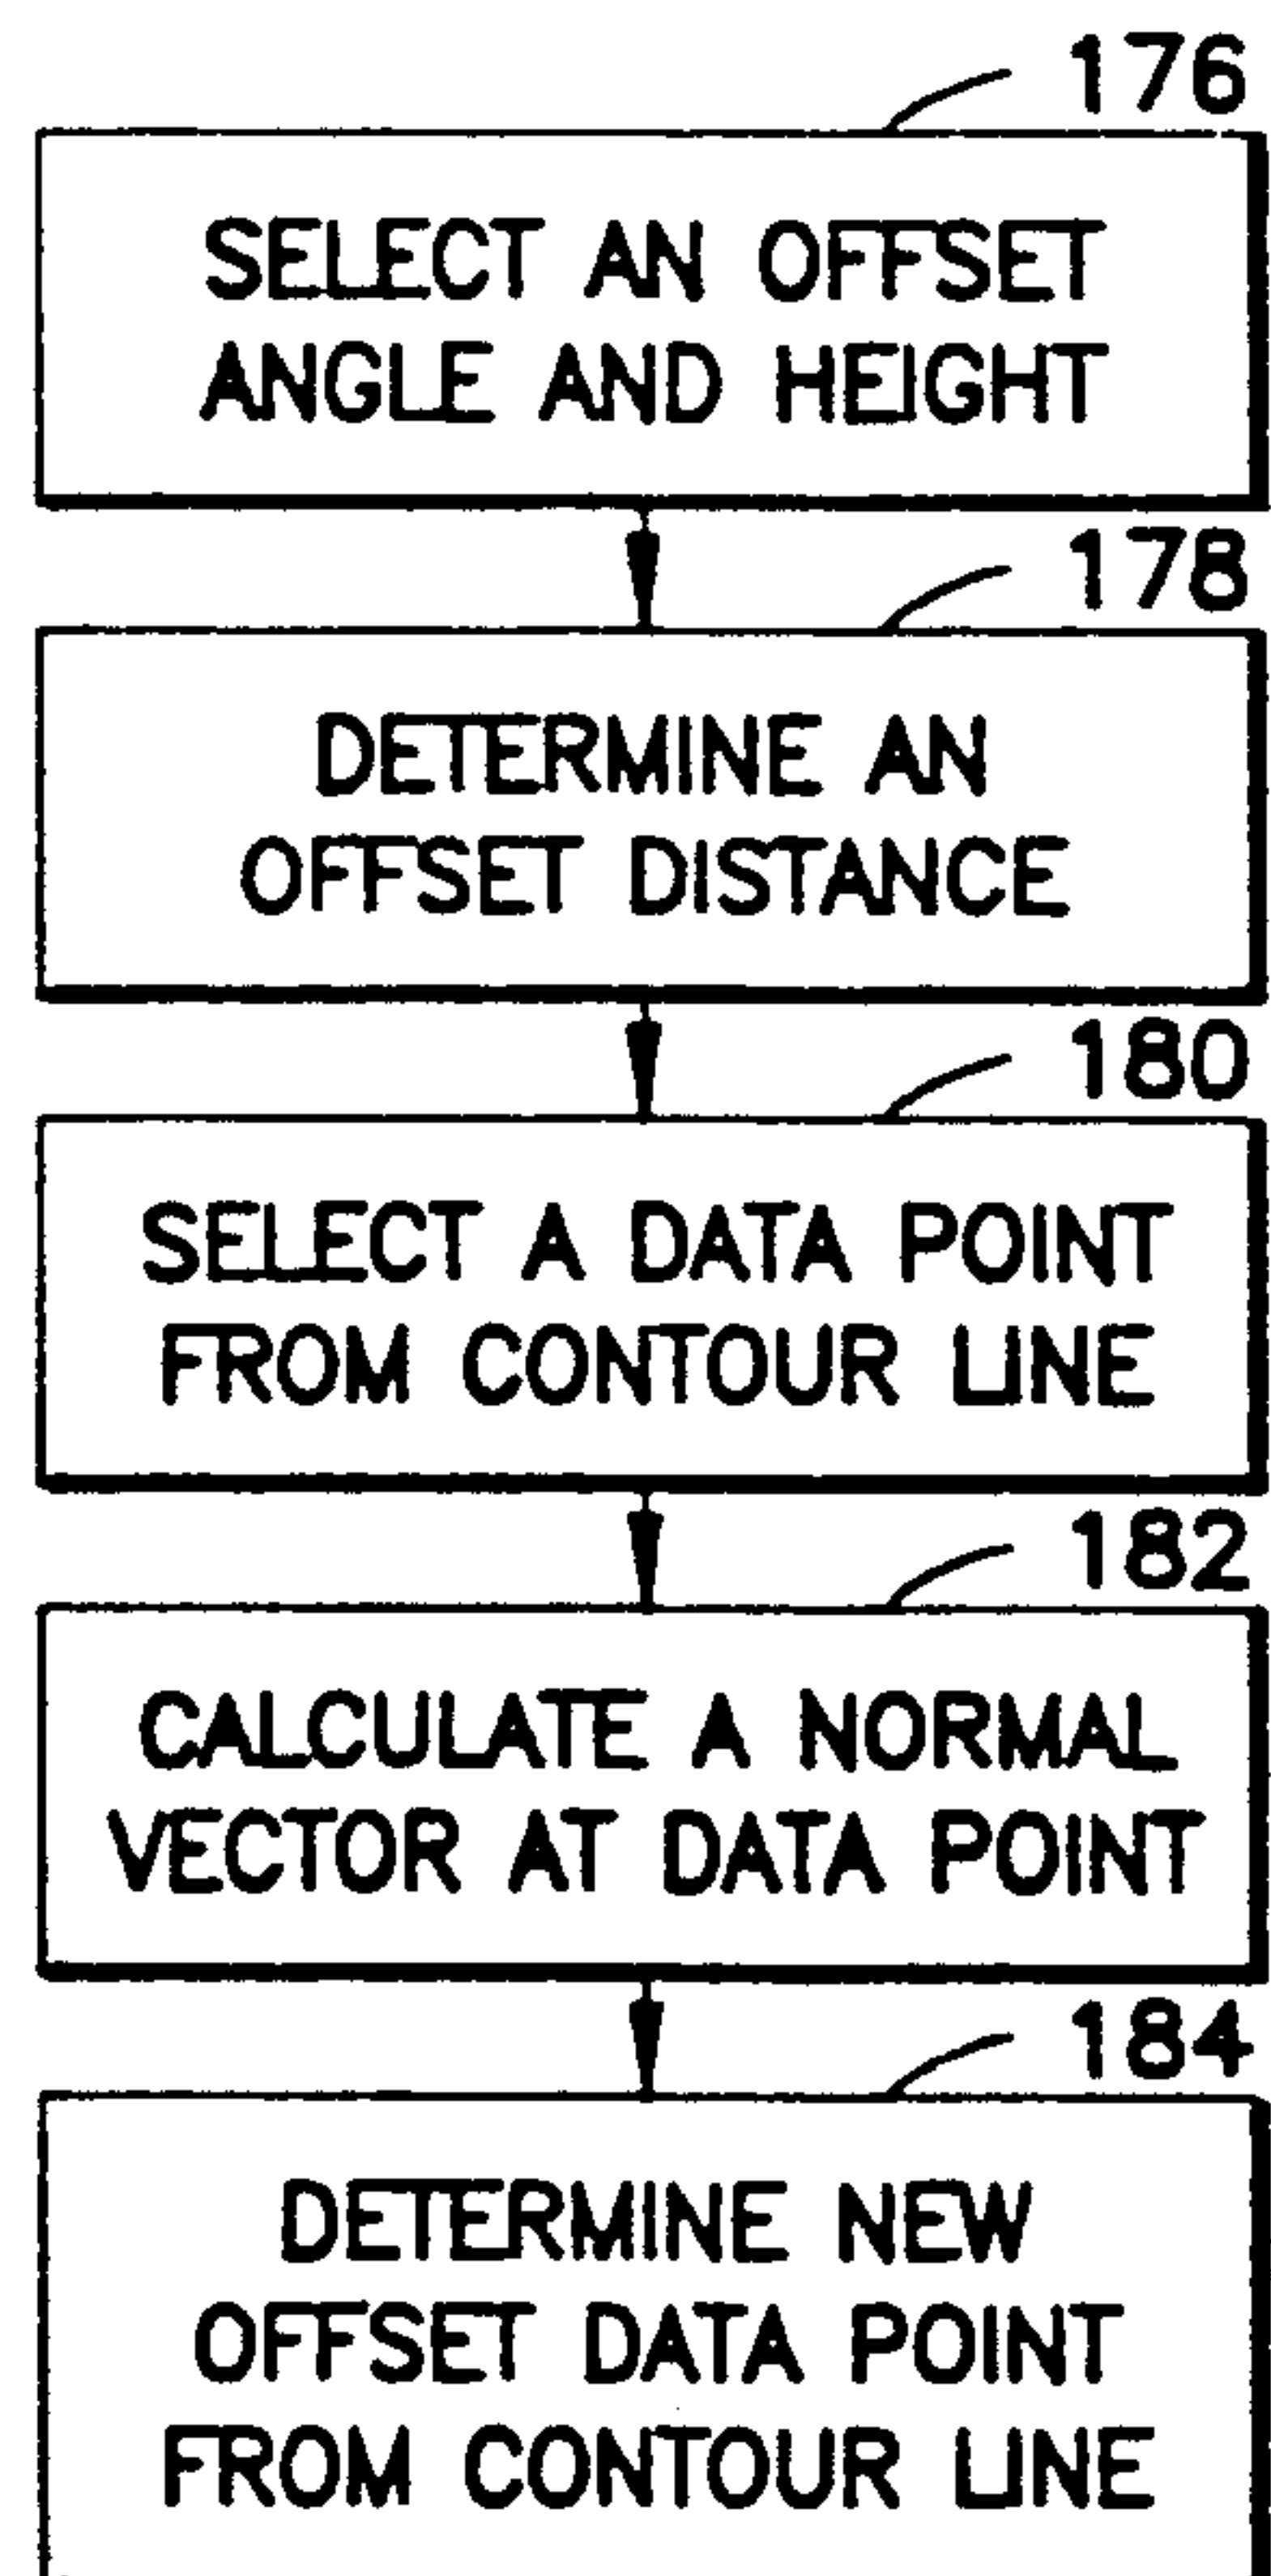 176
SELECT AN OFFSET
ANGLE AND HEIGHT
178
DETERMINE AN
OFFSET DISTANCE
180
SELECT A DATA POINT
FROM CONTOUR LINE
182
CALCULATE A NORMAL
VECTOR AT DATA POINT
184
DETERMINE NEW
OFFSET DATA POINT
FROM CONTOUR LINE